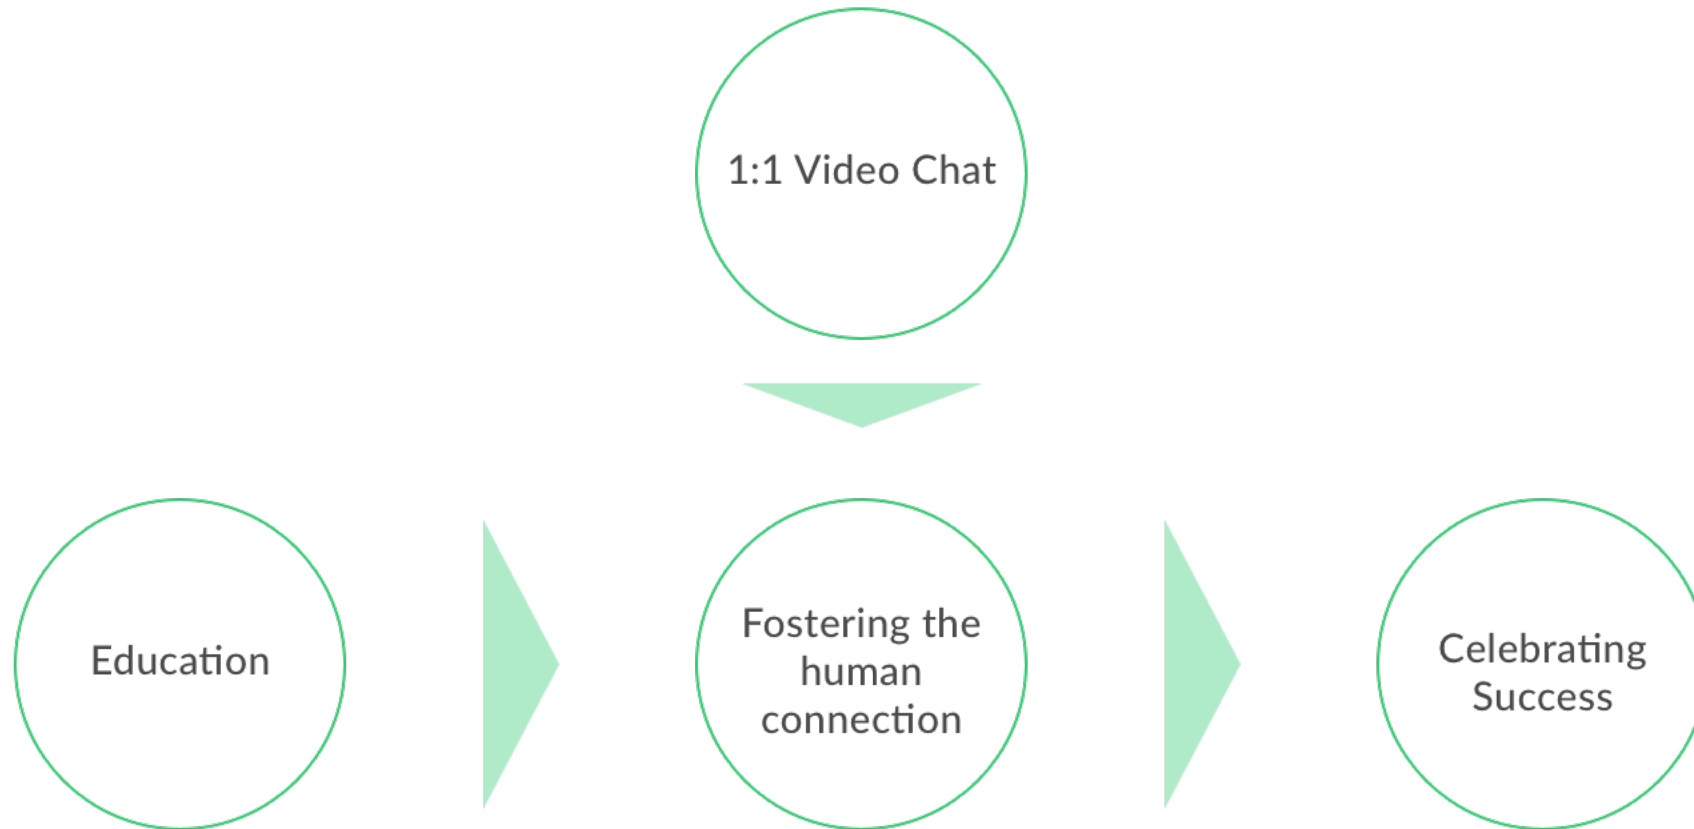 1:1 Video Chat
Education
Fostering the
human
connection
Celebrating
Success